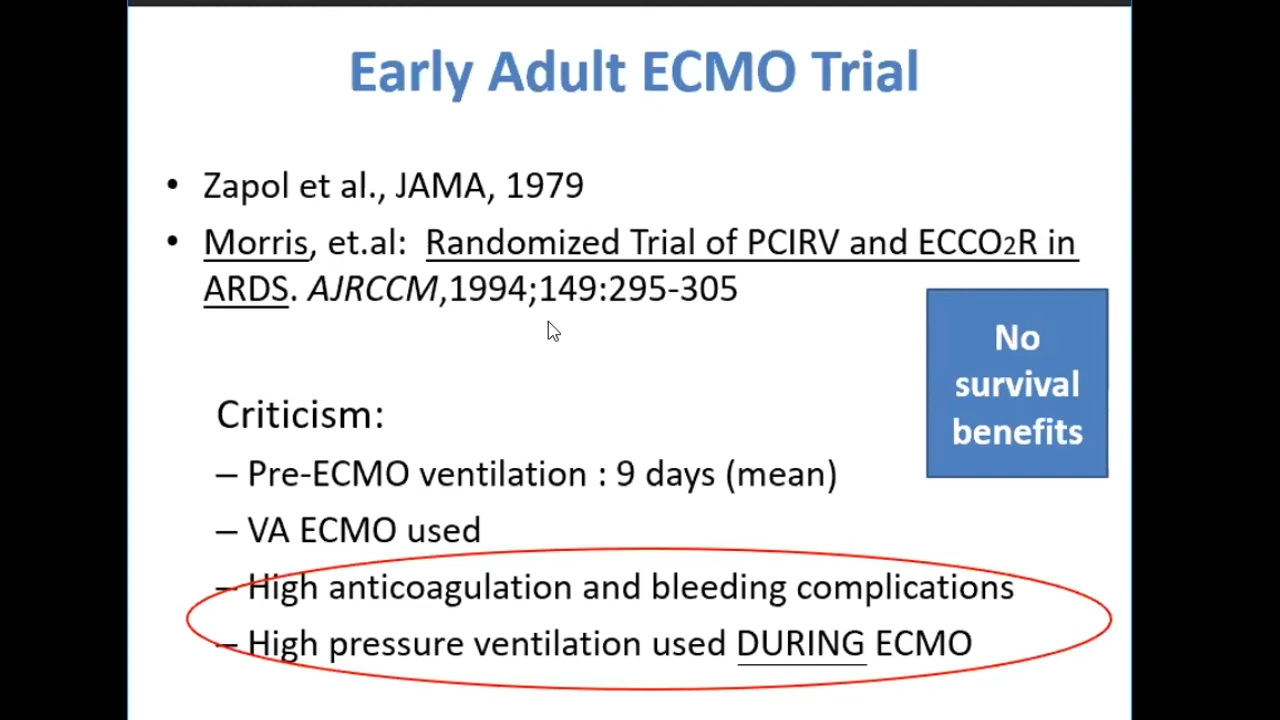 Early Adult ECMO Trial
• Zapol et al., JAMA, 1979
• Morris, et.al: Randomized Trial of PCIRV and ECCO2R in
ARDS. AJRCCM,1994;149:295-305
No
survival
benefits
Criticism:
– Pre-ECMO ventilation : 9 days (mean)
– VA ECMO used
– High anticoagulation and bleeding complications
– High pressure ventilation used DURING ECMO